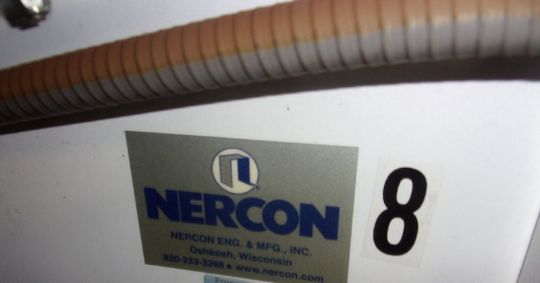 NERCON
8
NERCON ENG. & MFG., INC.
Oshkosh, Wisconsin
920-233-3268 ■ www.nercon.com